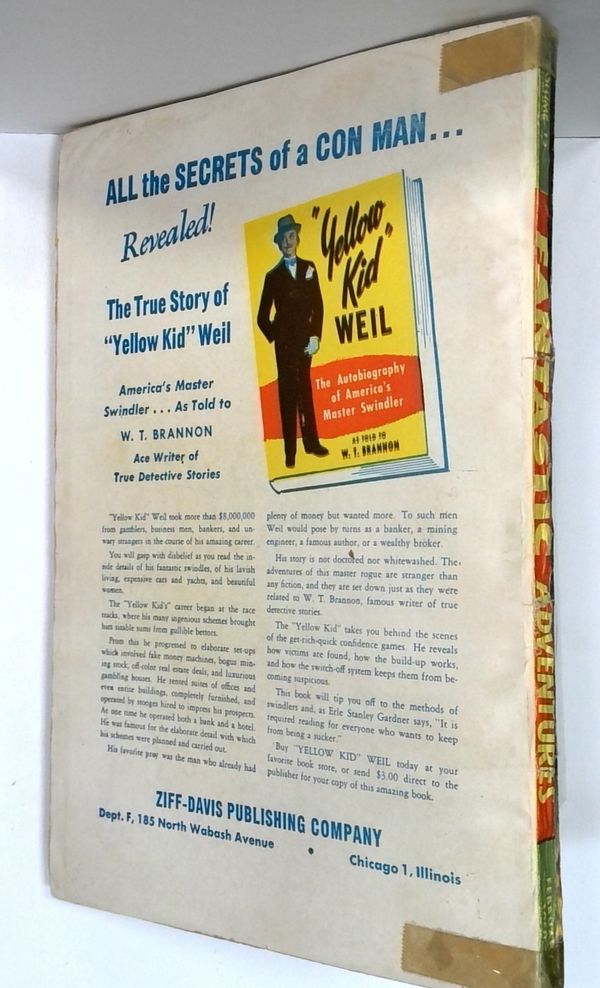 ALL the SECRETS of a CON MAN...
Revealed!
The True Story of
"Yellow Kid" Weil
America's Master
Swindler . . . As Told to
W. T. BRANNON
Ace Writer of
True Detective Stories
"Yellow Kid"
WEIL
The Autobiography
of America's
Master Swindler
AS TOLD TO
W. T. BRANNON
"Yellow Kid" Weil took more than $8,000,000
from gamblers, business men, bankers, and un-
wary strangers in the course of his amazing career.
You will gasp with disbelief as you read the in-
side details of his fantastic swindles, of his lavish
living, expensive cars and yachts, and beautiful
women.
The "Yellow Kid's" career began at the race
tracks, where his many ingenious schemes brought
him sizable sums from gullible bettors.
From this he progressed to elaborate set-ups
which involved fake money machines, bogus min-
ing stock, off-color real estate deals, and luxurious
gambling houses. He rented suites of offices and
even entire buildings, completely furnished, and
operated by stooges hired to impress his prospects.
At one time he operated both a bank and a hotel.
He was famous for the elaborate detail with which
his schemes were planned and carried out.
His favorite prey was the man who already had
plenty of money but wanted more. To such men
Weil would pose by turns as a banker, a mining
engineer, a famous author, or a wealthy broker.
His story is not doctored nor whitewashed. The
adventures of this master rogue are stranger than
any fiction, and they are set down just as they were
related to W. T. Brannon, famous writer of true
detective stories.
The "Yellow Kid" takes you behind the scenes
of the get-rich-quick confidence games. He reveals
how victims are found, how the build-up works,
and how the switch-off system keeps them from be-
coming suspicious.
This book will tip you off to the methods of
swindlers and, as Erle Stanley Gardner says, "It is
required reading for everyone who wants to keep
from being a sucker."
Buy "YELLOW KID" WEIL today at your
favorite book store, or send $3.00 direct to the
publisher for your copy of this amazing book.
ZIFF-DAVIS PUBLISHING COMPANY
Dept. F, 185 North Wabash Avenue • Chicago 1, Illinois
FANTASTIC ADVENTURES